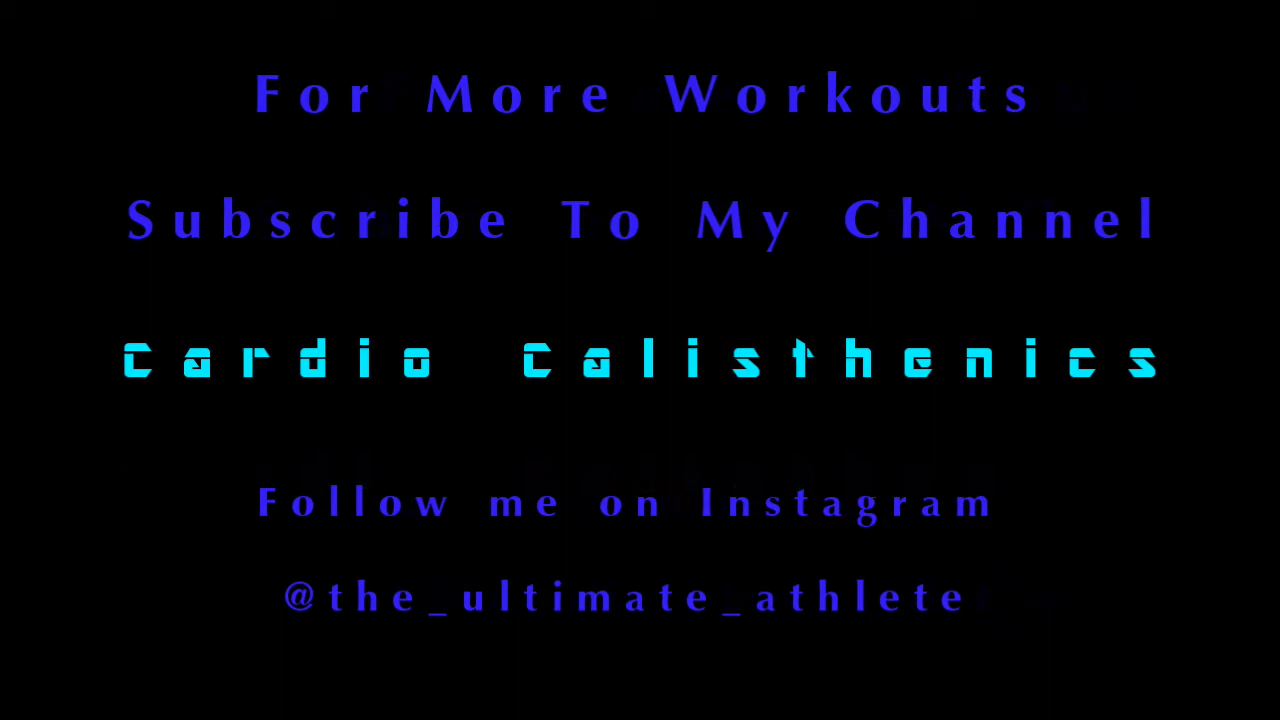 For More Workouts
Subscribe To My Channel
Cardio Calisthenics
Follow me on Instagram
@the_ultimate_athlete